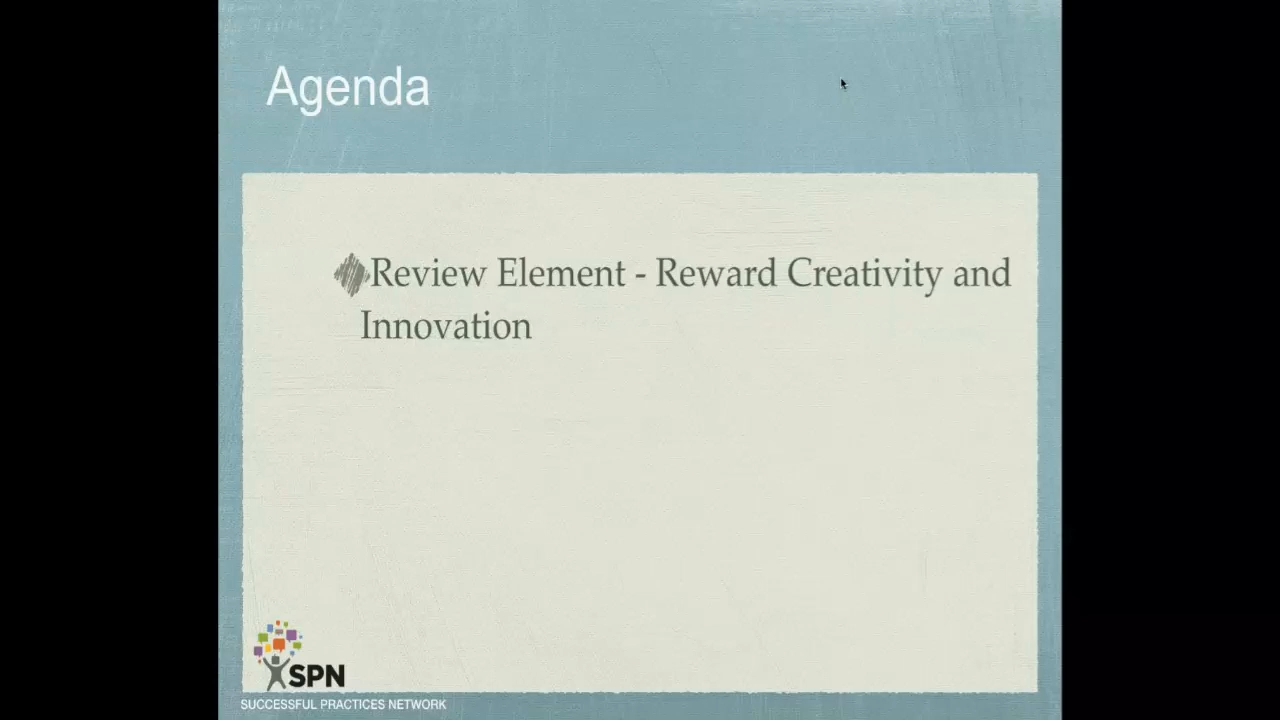 Agenda
Review Element - Reward Creativity and
Innovation
SPN
SUCCESSFUL PRACTICES NETWORK